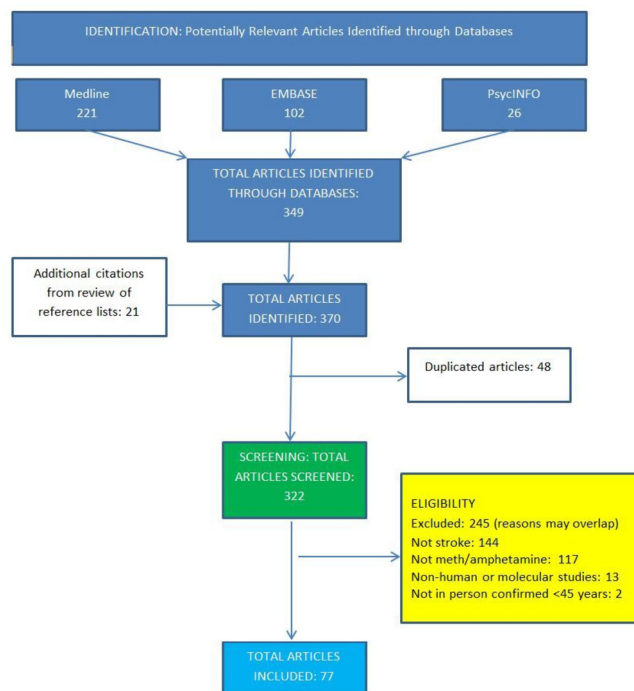 IDENTIFICATION: Potentially Relevant Articles Identified through Databases
Medline
221
EMBASE
102
PsycINFO
26
TOTAL ARTICLES IDENTIFIED
THROUGH DATABASES:
349
Additional citations
from review of
reference lists: 21
TOTAL ARTICLES
IDENTIFIED: 370
Duplicated articles: 48
SCREENING: TOTAL
ARTICLES SCREENED:
322
ELIGIBILITY
Excluded: 245 (reasons may overlap)
Not stroke: 144
Not meth/amphetamine: 117
Non-human or molecular studies: 13
Not in person confirmed <45 years: 2
TOTAL ARTICLES
INCLUDED: 77